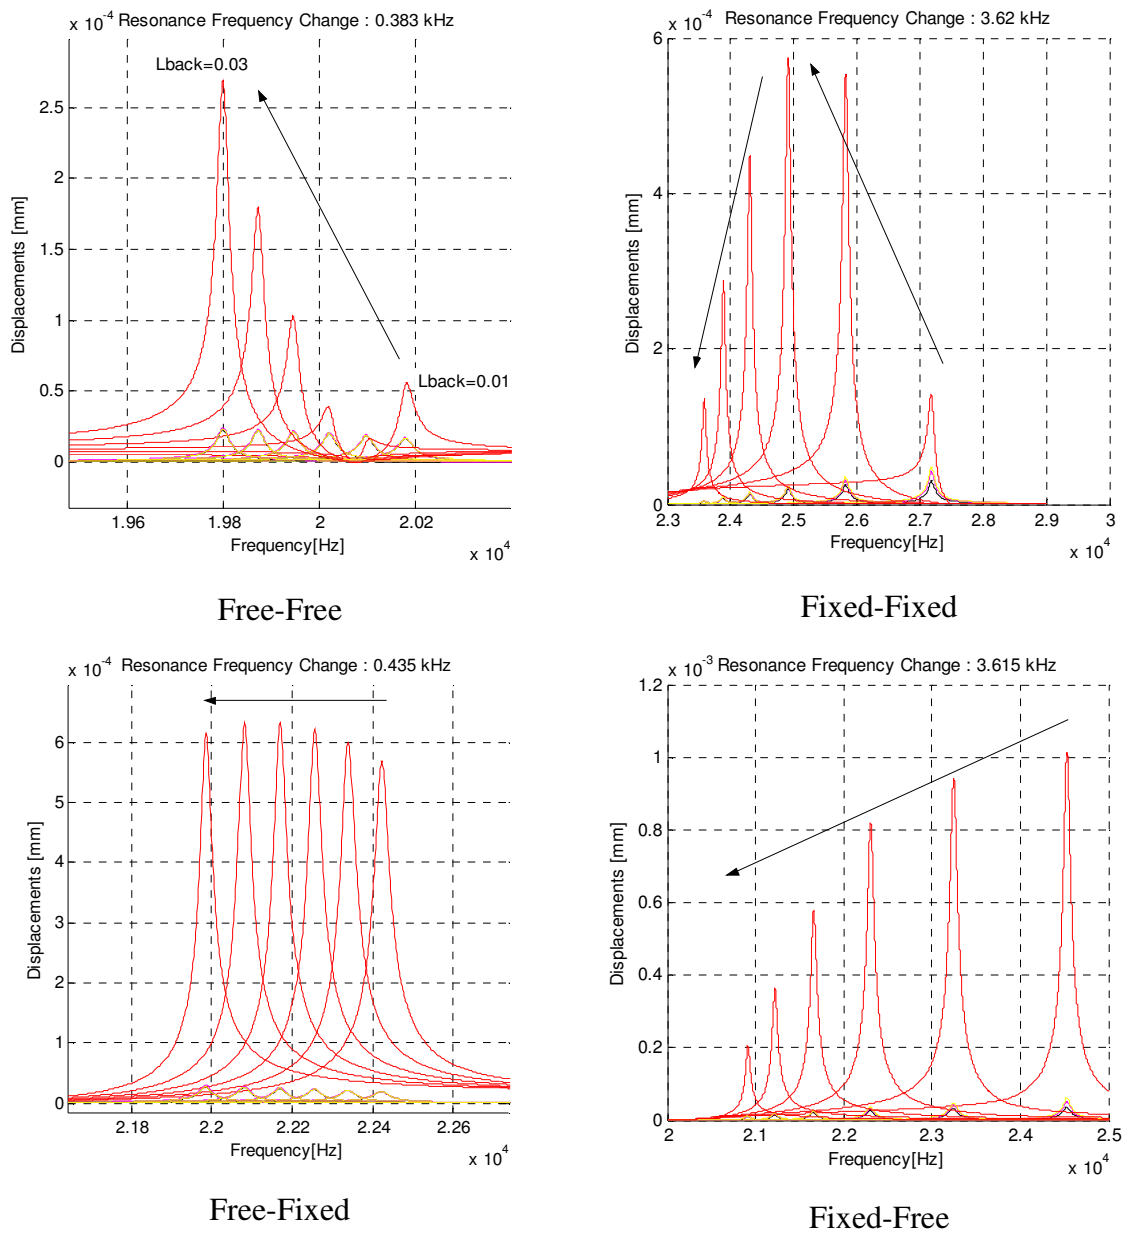 x 10-4 Resonance Frequency Change : 0.383 kHz
Lback=0.03
2.5
2
1.5
1
0.5
0
Displacements [mm]
Lback=0.01
1.96 1.98 2 2.02
Frequency[Hz]
x 10 4
Free-Free
x 10-4 Resonance Frequency Change : 3.62 kHz
6
4
2
0
Displacements [mm]
2.3 2.4 2.5 2.6 2.7 2.8 2.9 3
Frequency[Hz]
x 10 4
Fixed-Fixed
x 10-4 Resonance Frequency Change : 0.435 kHz
6
5
4
3
2
1
0
Displacements [mm]
2.18 2.2 2.22 2.24 2.26
Frequency[Hz]
x 10 4
Free-Fixed
x 10-3 Resonance Frequency Change : 3.615 kHz
1.2
1
0.8
0.6
0.4
0.2
0
Displacements [mm]
2 2.1 2.2 2.3 2.4 2.5
Frequency[Hz]
x 10 4
Fixed-Free